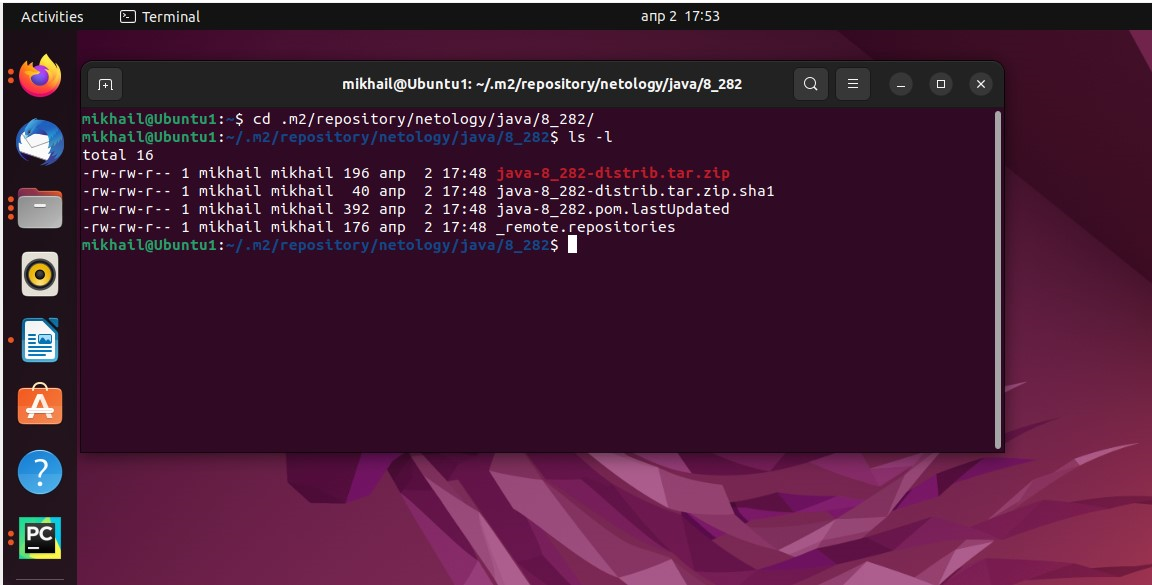 Activities
Terminal
апр 2 17:53
mikhail@Ubuntu1: ~/.m2/repository/netology/java/8_282
mikhail@Ubuntu1:~$ cd .m2/repository/netology/java/8_282/
mikhail@Ubuntu1:~/.m2/repository/netology/java/8_282$ ls -l
total 16
-rw-rw-r-- 1 mikhail mikhail 196 апр  2 17:48 java-8_282-distrib.tar.zip
-rw-rw-r-- 1 mikhail mikhail  40 апр  2 17:48 java-8_282-distrib.tar.zip.sha1
-rw-rw-r-- 1 mikhail mikhail 392 апр  2 17:48 java-8_282.pom.lastUpdated
-rw-rw-r-- 1 mikhail mikhail 176 апр  2 17:48 _remote.repositories
mikhail@Ubuntu1:~/.m2/repository/netology/java/8_282$
?
PC